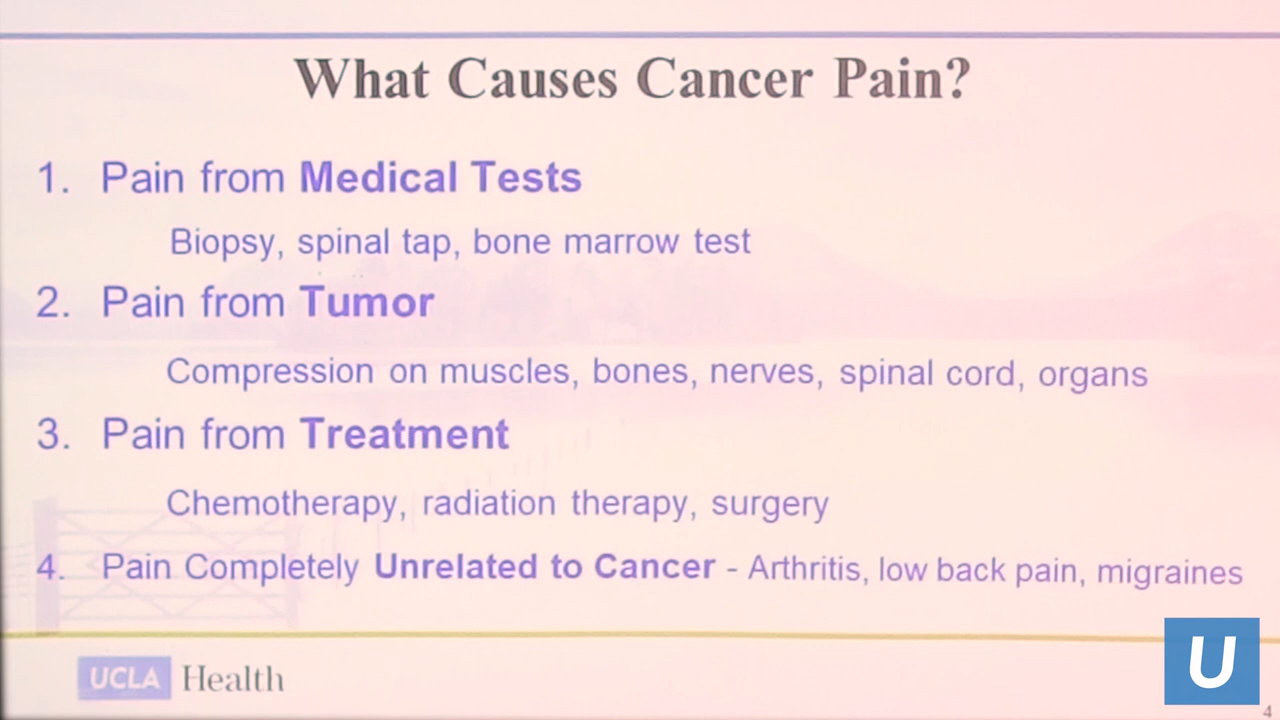 What Causes Cancer Pain?
1. Pain from Medical Tests
Biopsy, spinal tap, bone marrow test
2. Pain from Tumor
Compression on muscles, bones, nerves, spinal cord, organs
3. Pain from Treatment
Chemotherapy, radiation therapy, surgery
4. Pain Completely Unrelated to Cancer - Arthritis, low back pain, migraines
UCLA Health
U
4